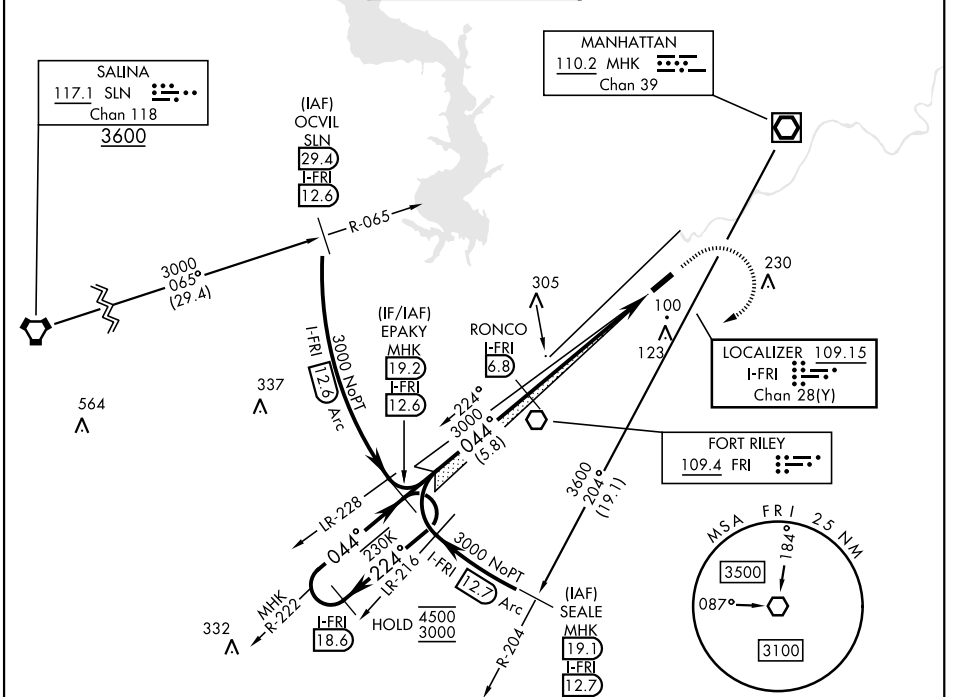 SALINA
117.1 SLN
Chan 118
3600
(IAF)
OCVIL
SLN
29.4
I-FRI
12.6
MANHATTAN
110.2 MHK
Chan 39
R-065
3000
065°
(29.4)
I-FRI 12.6 Arc
3000 NoPT
(IF/IAF)
EPAKY
MHK
19.2
I-FRI
12.6
RONCO
I-FRI
6.8
305
230
100
123
LOCALIZER 109.15
I-FRI
Chan 28(Y)
337
564
224°
3000
044°
(5.8)
FORT RILEY
109.4 FRI
3600
204°
(19.1)
LR-228
044°
230K
224°
LR-216
3000 NoPT
I-FRI 12.7 Arc
MHK
R-222
I-FRI
18.6
HOLD 4500
3000
332
R-204
(IAF)
SEALE
MHK
19.1
I-FRI
12.7
MSA FRI 25 NM
184°
3500
087°
3100